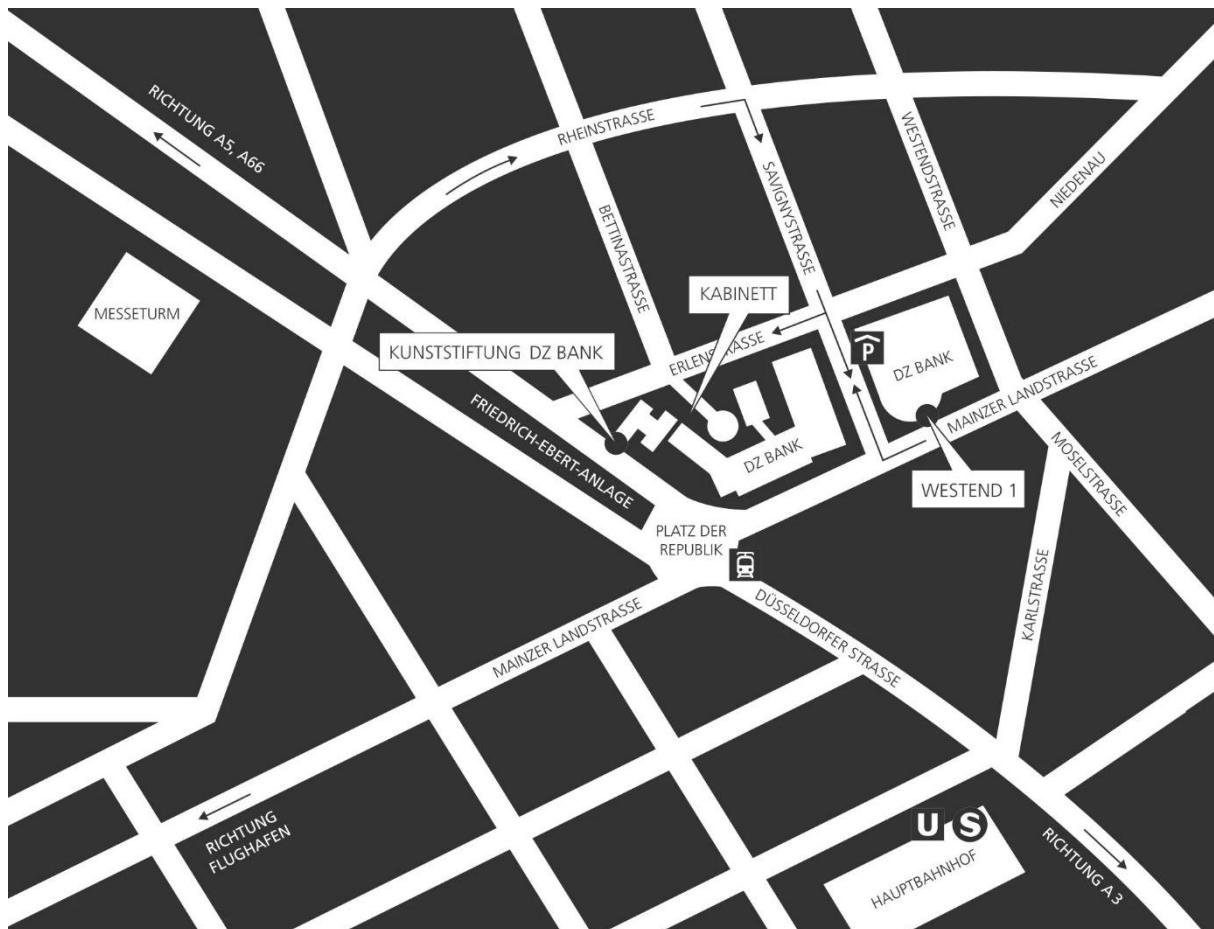 RICHTUNG A5, A66
RHEINSTRASSE
SAVIGNYSTRASSE
WESTENDSTRASSE
NIEDENAU
BETTINASTRASSE
MESSETURM
KABINETT
KUNSTSTIFTUNG DZ BANK
ERLENSTRASSE
P
DZ BANK
MAINZER LANDSTRASSE
FRIEDRICH-EBERT-ANLAGE
DZ BANK
WESTEND 1
MOSELSTRASSE
PLATZ DER
REPUBLIK
KARLSTRASSE
MAINZER LANDSTRASSE
DÜSSELDORFER STRASSE
RICHTUNG
FLUGHAFEN
U S
HAUPTBAHNHOF
RICHTUNG A 3